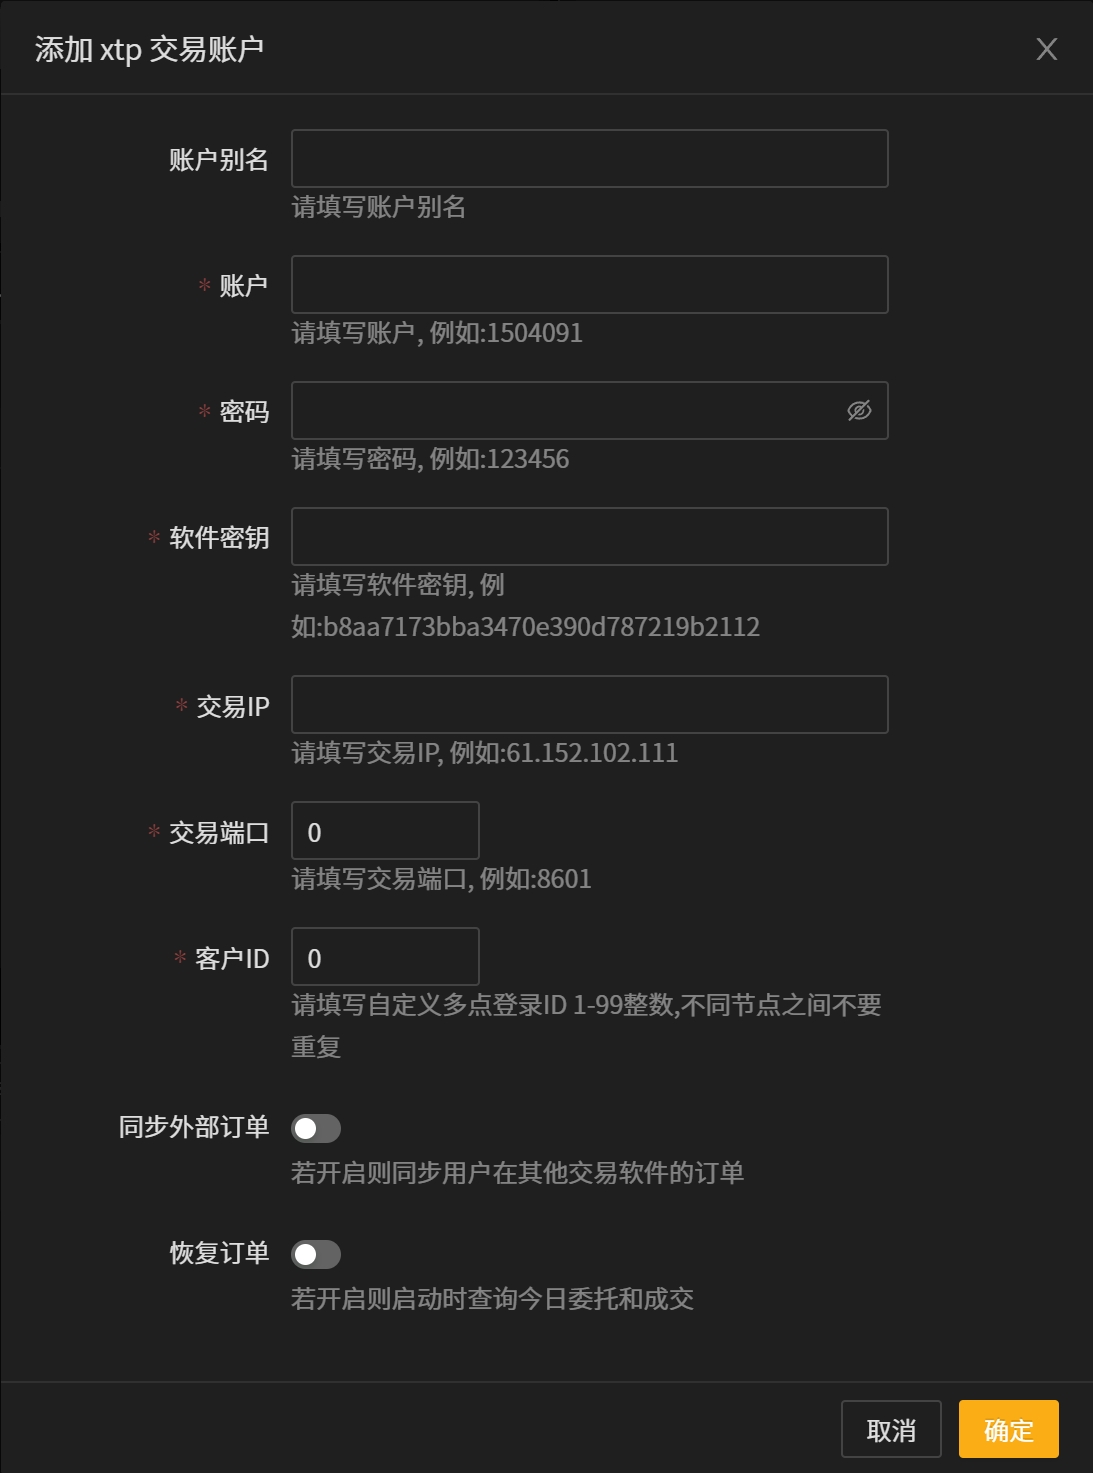 添加 xtp 交易账户
账户别名
请填写账户别名
* 账户
请填写账户, 例如:1504091
* 密码
请填写密码, 例如:123456
* 软件密钥
请填写软件密钥, 例
如:b8aa7173bba3470e390d787219b2112
* 交易IP
请填写交易IP, 例如:61.152.102.111
* 交易端口 0
请填写交易端口, 例如:8601
* 客户ID 0
请填写自定义多点登录ID 1-99整数,不同节点之间不要
重复
同步外部订单
若开启则同步用户在其他交易软件的订单
恢复订单
若开启则启动时查询今日委托和成交
取消 确定